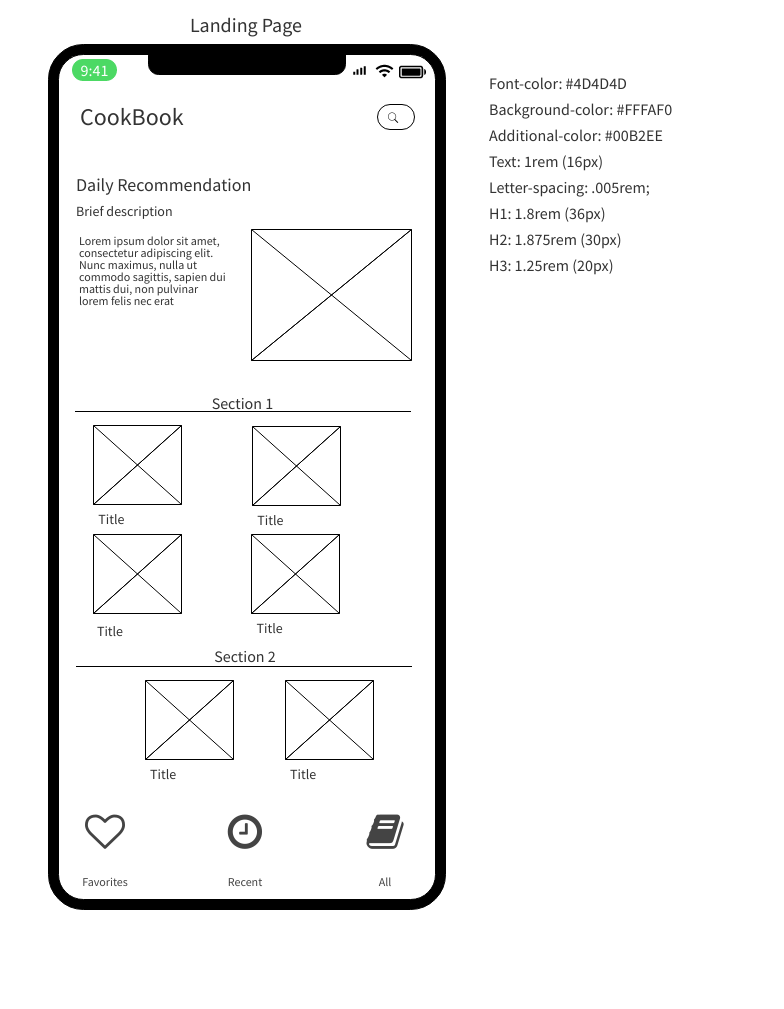 Landing Page
9:41
CookBook
Daily Recommendation
Brief description
Lorem ipsum dolor sit amet,
consectetur adipiscing elit.
Nunc maximus, nulla ut
commodo sagittis, sapien dui
mattis dui, non pulvinar
lorem felis nec erat
Section 1
Title
Title
Title
Title
Section 2
Title
Title
Favorites
Recent
All
Font-color: #4D4D4D
Background-color: #FFFAF0
Additional-color: #00B2EE
Text: 1rem (16px)
Letter-spacing: .005rem;
H1: 1.8rem (36px)
H2: 1.875rem (30px)
H3: 1.25rem (20px)